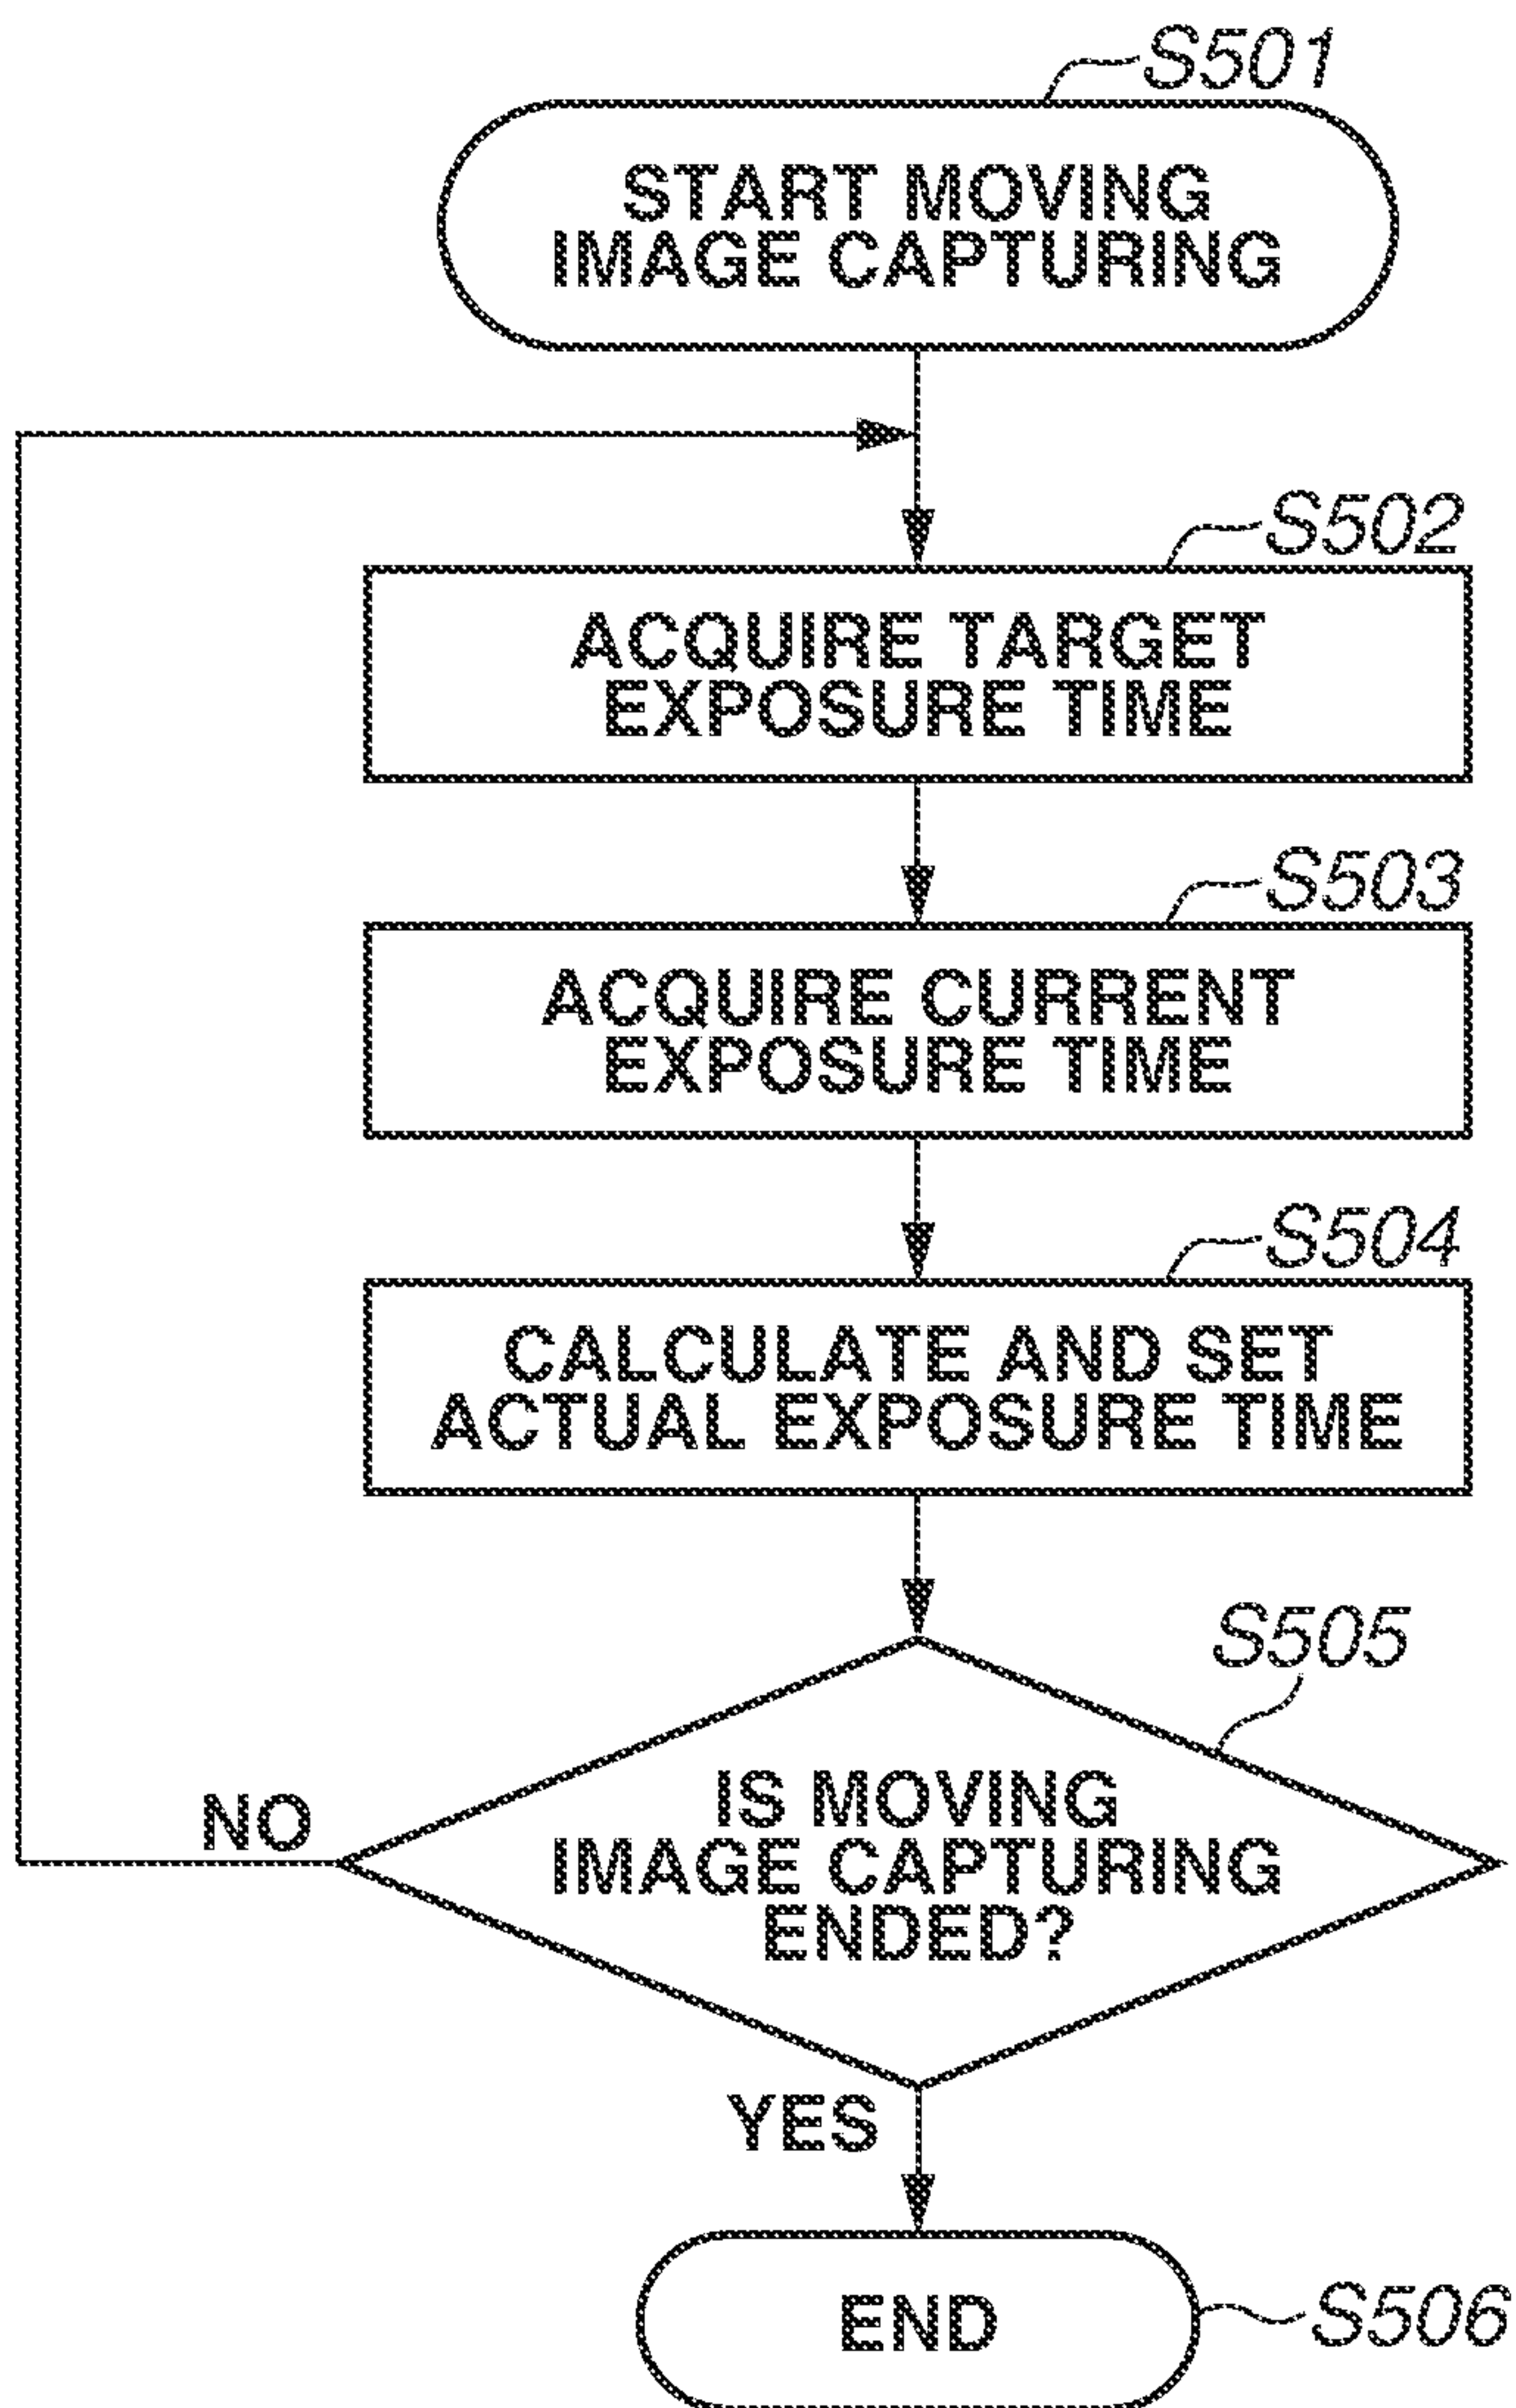 S501
START MOVING
IMAGE CAPTURING
S502
ACQUIRE TARGET
EXPOSURE TIME
S503
ACQUIRE CURRENT
EXPOSURE TIME
S504
CALCULATE AND SET
ACTUAL EXPOSURE TIME
S505
IS MOVING
IMAGE CAPTURING
ENDED?
NO
YES
END
S506